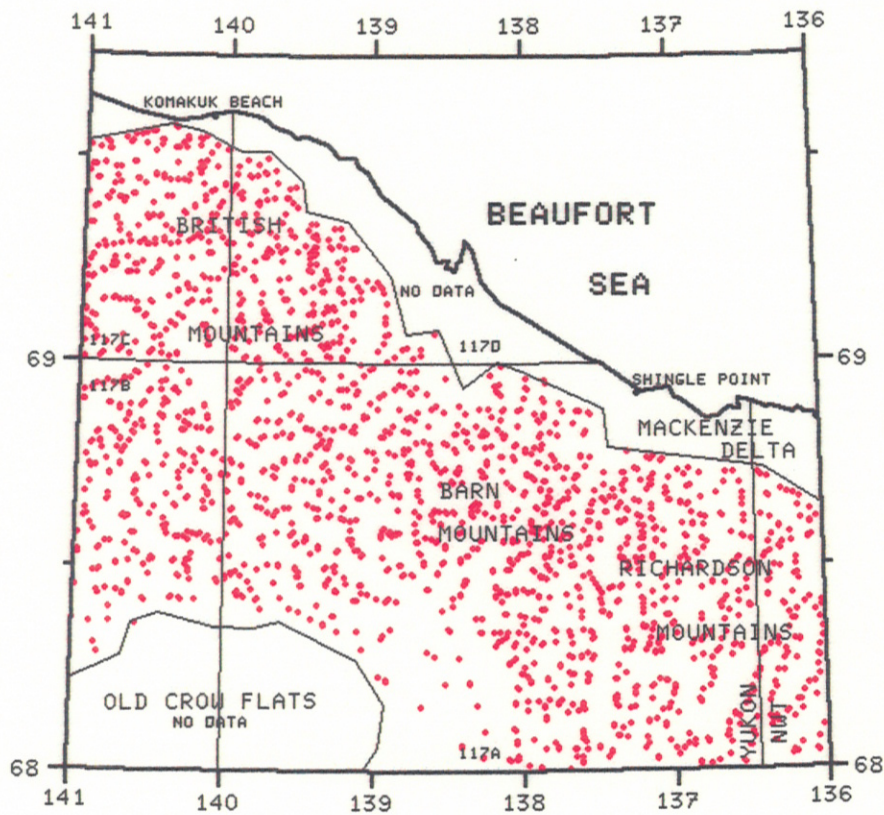 141 140 139 138 137 136
KOMAKUK BEACH
BEAUFORT
BRITISH
SEA
NO DATA
MOUNTAINS
117C
117D
69 69
SHINGLE POINT
117B
MACKENZIE
DELTA
BARN
MOUNTAINS
RICHARDSON
MOUNTAINS
OLD CROW FLATS
NO DATA
YUKON
NWT
117A
68 68
141 140 139 138 137 136